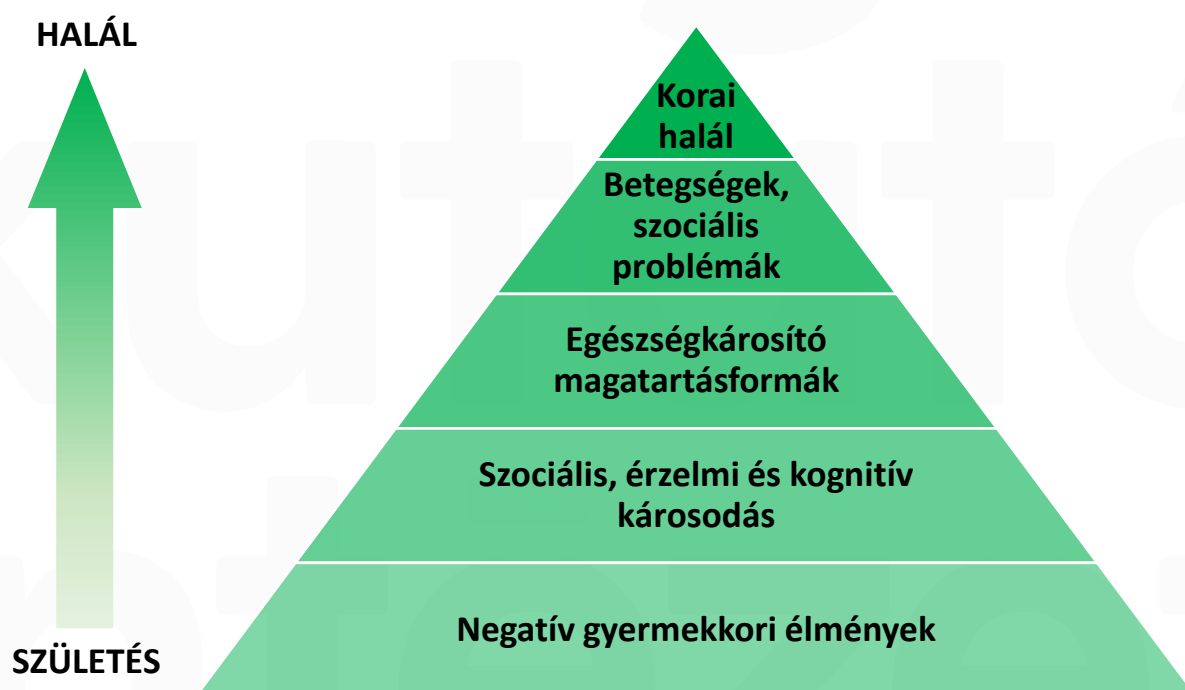 HALÁL
Korai
halál
Betegségek,
szociális
problémák
Egészségkárosító
magatartásformák
Szociális, érzelmi és kognitív
károsodás
Negatív gyermekkori élmények
SZÜLETÉS